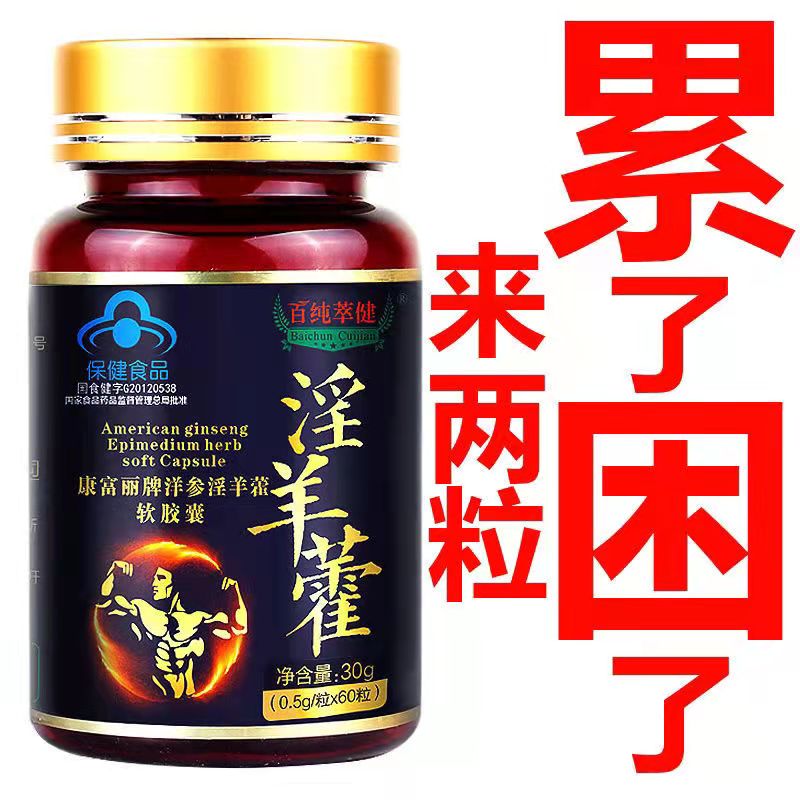 累了困了
来两粒
百纯萃健®
Baichun Cuijian
保健食品
国食健字G20120538
国家食品药品监督管理总局批准
American ginseng
Epimedium herb
soft Capsule
康富丽牌洋参淫羊藿
软胶囊
淫羊藿
净含量:30g
(0.5g/粒x60粒)
号
司